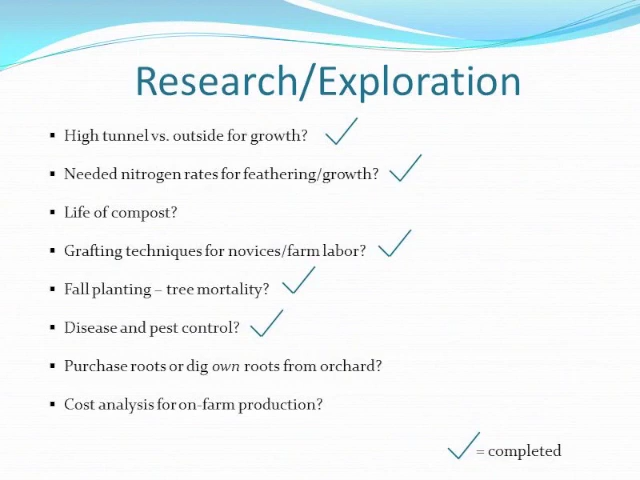 Research/Exploration
▪ High tunnel vs. outside for growth? ✓
▪ Needed nitrogen rates for feathering/growth? ✓
▪ Life of compost?
▪ Grafting techniques for novices/farm labor? ✓
▪ Fall planting – tree mortality? ✓
▪ Disease and pest control? ✓
▪ Purchase roots or dig own roots from orchard?
▪ Cost analysis for on-farm production?
✓ = completed